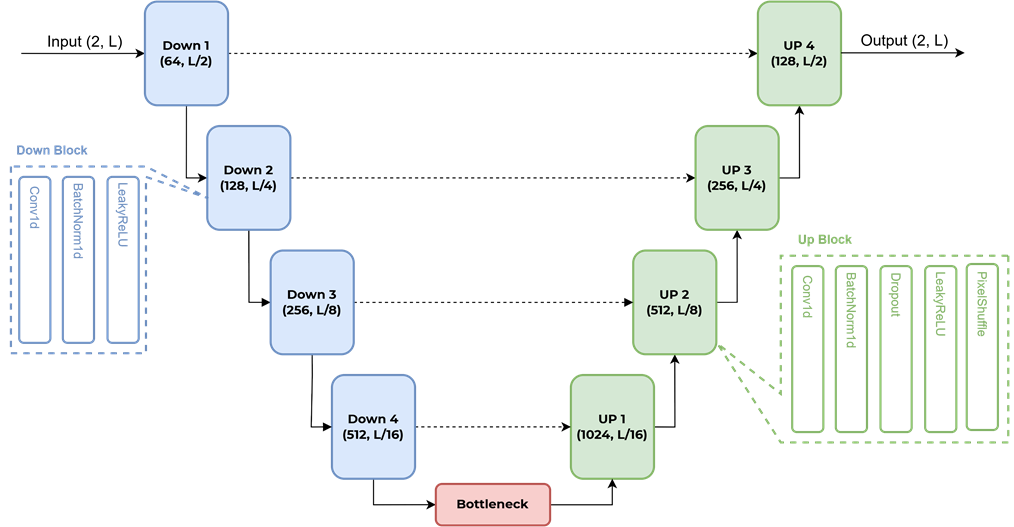 Input (2, L)
Down 1
(64, L/2)
UP 4
(128, L/2)
Output (2, L)
Down Block
Conv1d
BatchNorm1d
LeakyReLU
Down 2
(128, L/4)
UP 3
(256, L/4)
Down 3
(256, L/8)
UP 2
(512, L/8)
Up Block
Conv1d
BatchNorm1d
Dropout
LeakyReLU
PixelShuffle
Down 4
(512, L/16)
UP 1
(1024, L/16)
Bottleneck